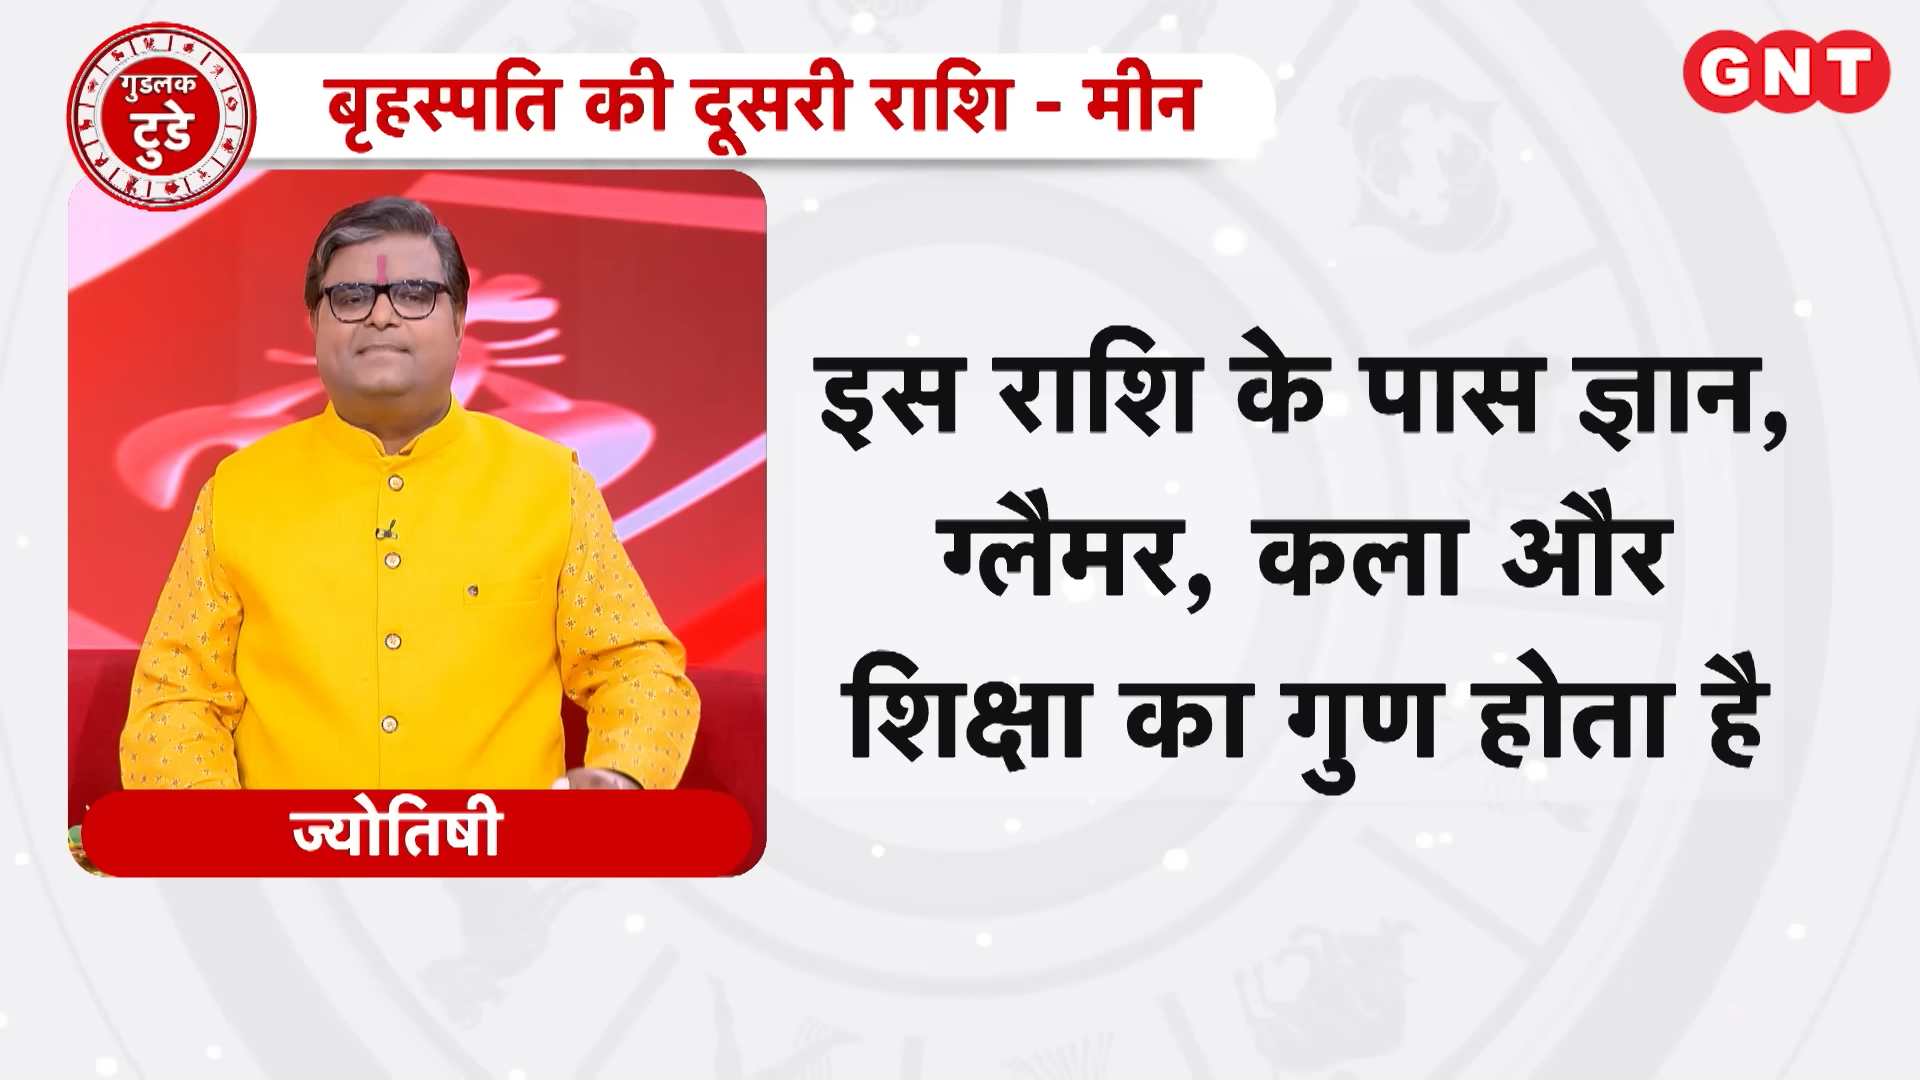 गुडलक
टुडे
बृहस्पति की दूसरी राशि - मीन
GNT
इस राशि के पास ज्ञान,
ग्लैमर, कला और
शिक्षा का गुण होता है
ज्योतिषी